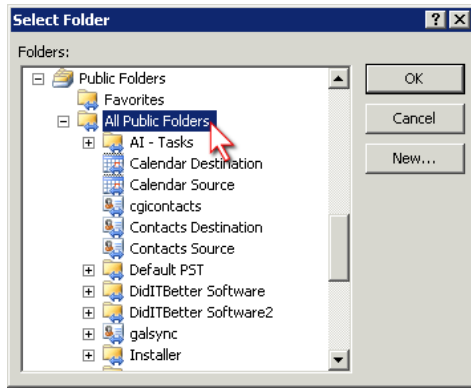 Select Folder
Folders:
Public Folders
Favorites
All Public Folders
AI - Tasks
Calendar Destination
Calendar Source
cgicontacts
Contacts Destination
Contacts Source
Default PST
DidITBetter Software
DidITBetter Software2
galsync
Installer
OK
Cancel
New...